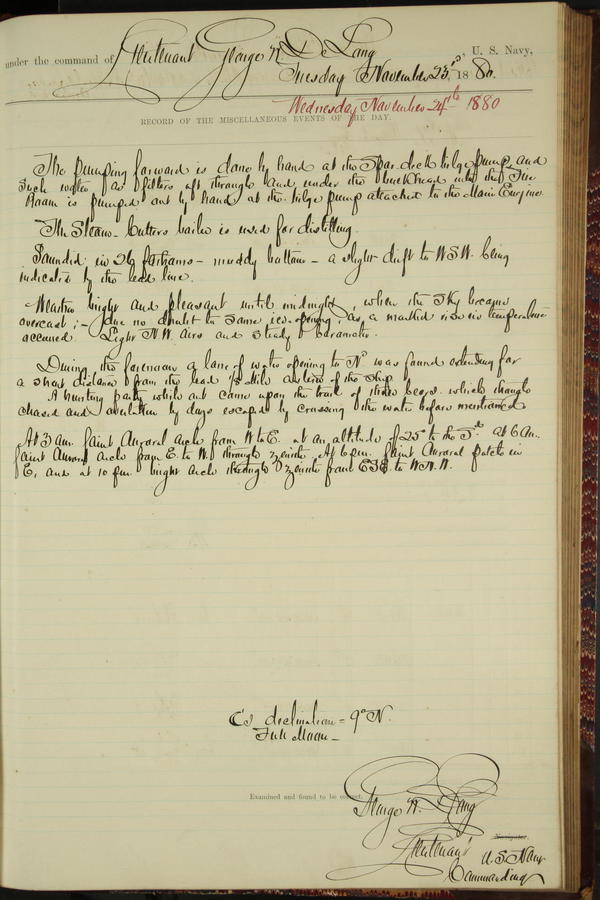 under the command of Lieutenant George W. De Long, U. S. Navy,
Tuesday November 23rd, 1880.
Wednesday November 24th 1880
RECORD OF THE MISCELLANEOUS EVENTS OF THE DAY.
The pumping forward is done by hand at the Spar deck bilge pump and
such water as filters aft through and under the bulkhead into the Fire
Room is pumped out by hand at the bilge pump attached to the Main Engine.
The Steam-Cutters boiler is used for distilling.
Sounded in 26 fathoms – muddy bottom – a slight drift to WSW. being
indicated by the lead line.
Weather bright and pleasant until midnight, when the sky became
overcast; – due no doubt to some ice-opening, as a marked rise in temperature
occurred. Light N.W. airs and steady barometer.
During the forenoon a lane of water opening to N was found extending for
a short distance from the lead ½ mile astern of the ship.
A hunting party while out came upon the track of three bears. which though
chased and overtaken by dogs escaped by crossing the water before mentioned
At 3 am. faint Auroral arch from W to E. at an altitude of 25° to the Sd. At 6 Am.
faint Auroral arch from E. to W. through zenith. At 6 pm. faint Auroral patch in
E, and at 10 pm. bright arch through zenith from ESE. to WNW.
C's declination = 9° N.
Full Moon –
Examined and found to be correct.
George W. De Long
Navigator.
Lieutenant U.S. Navy
Commanding